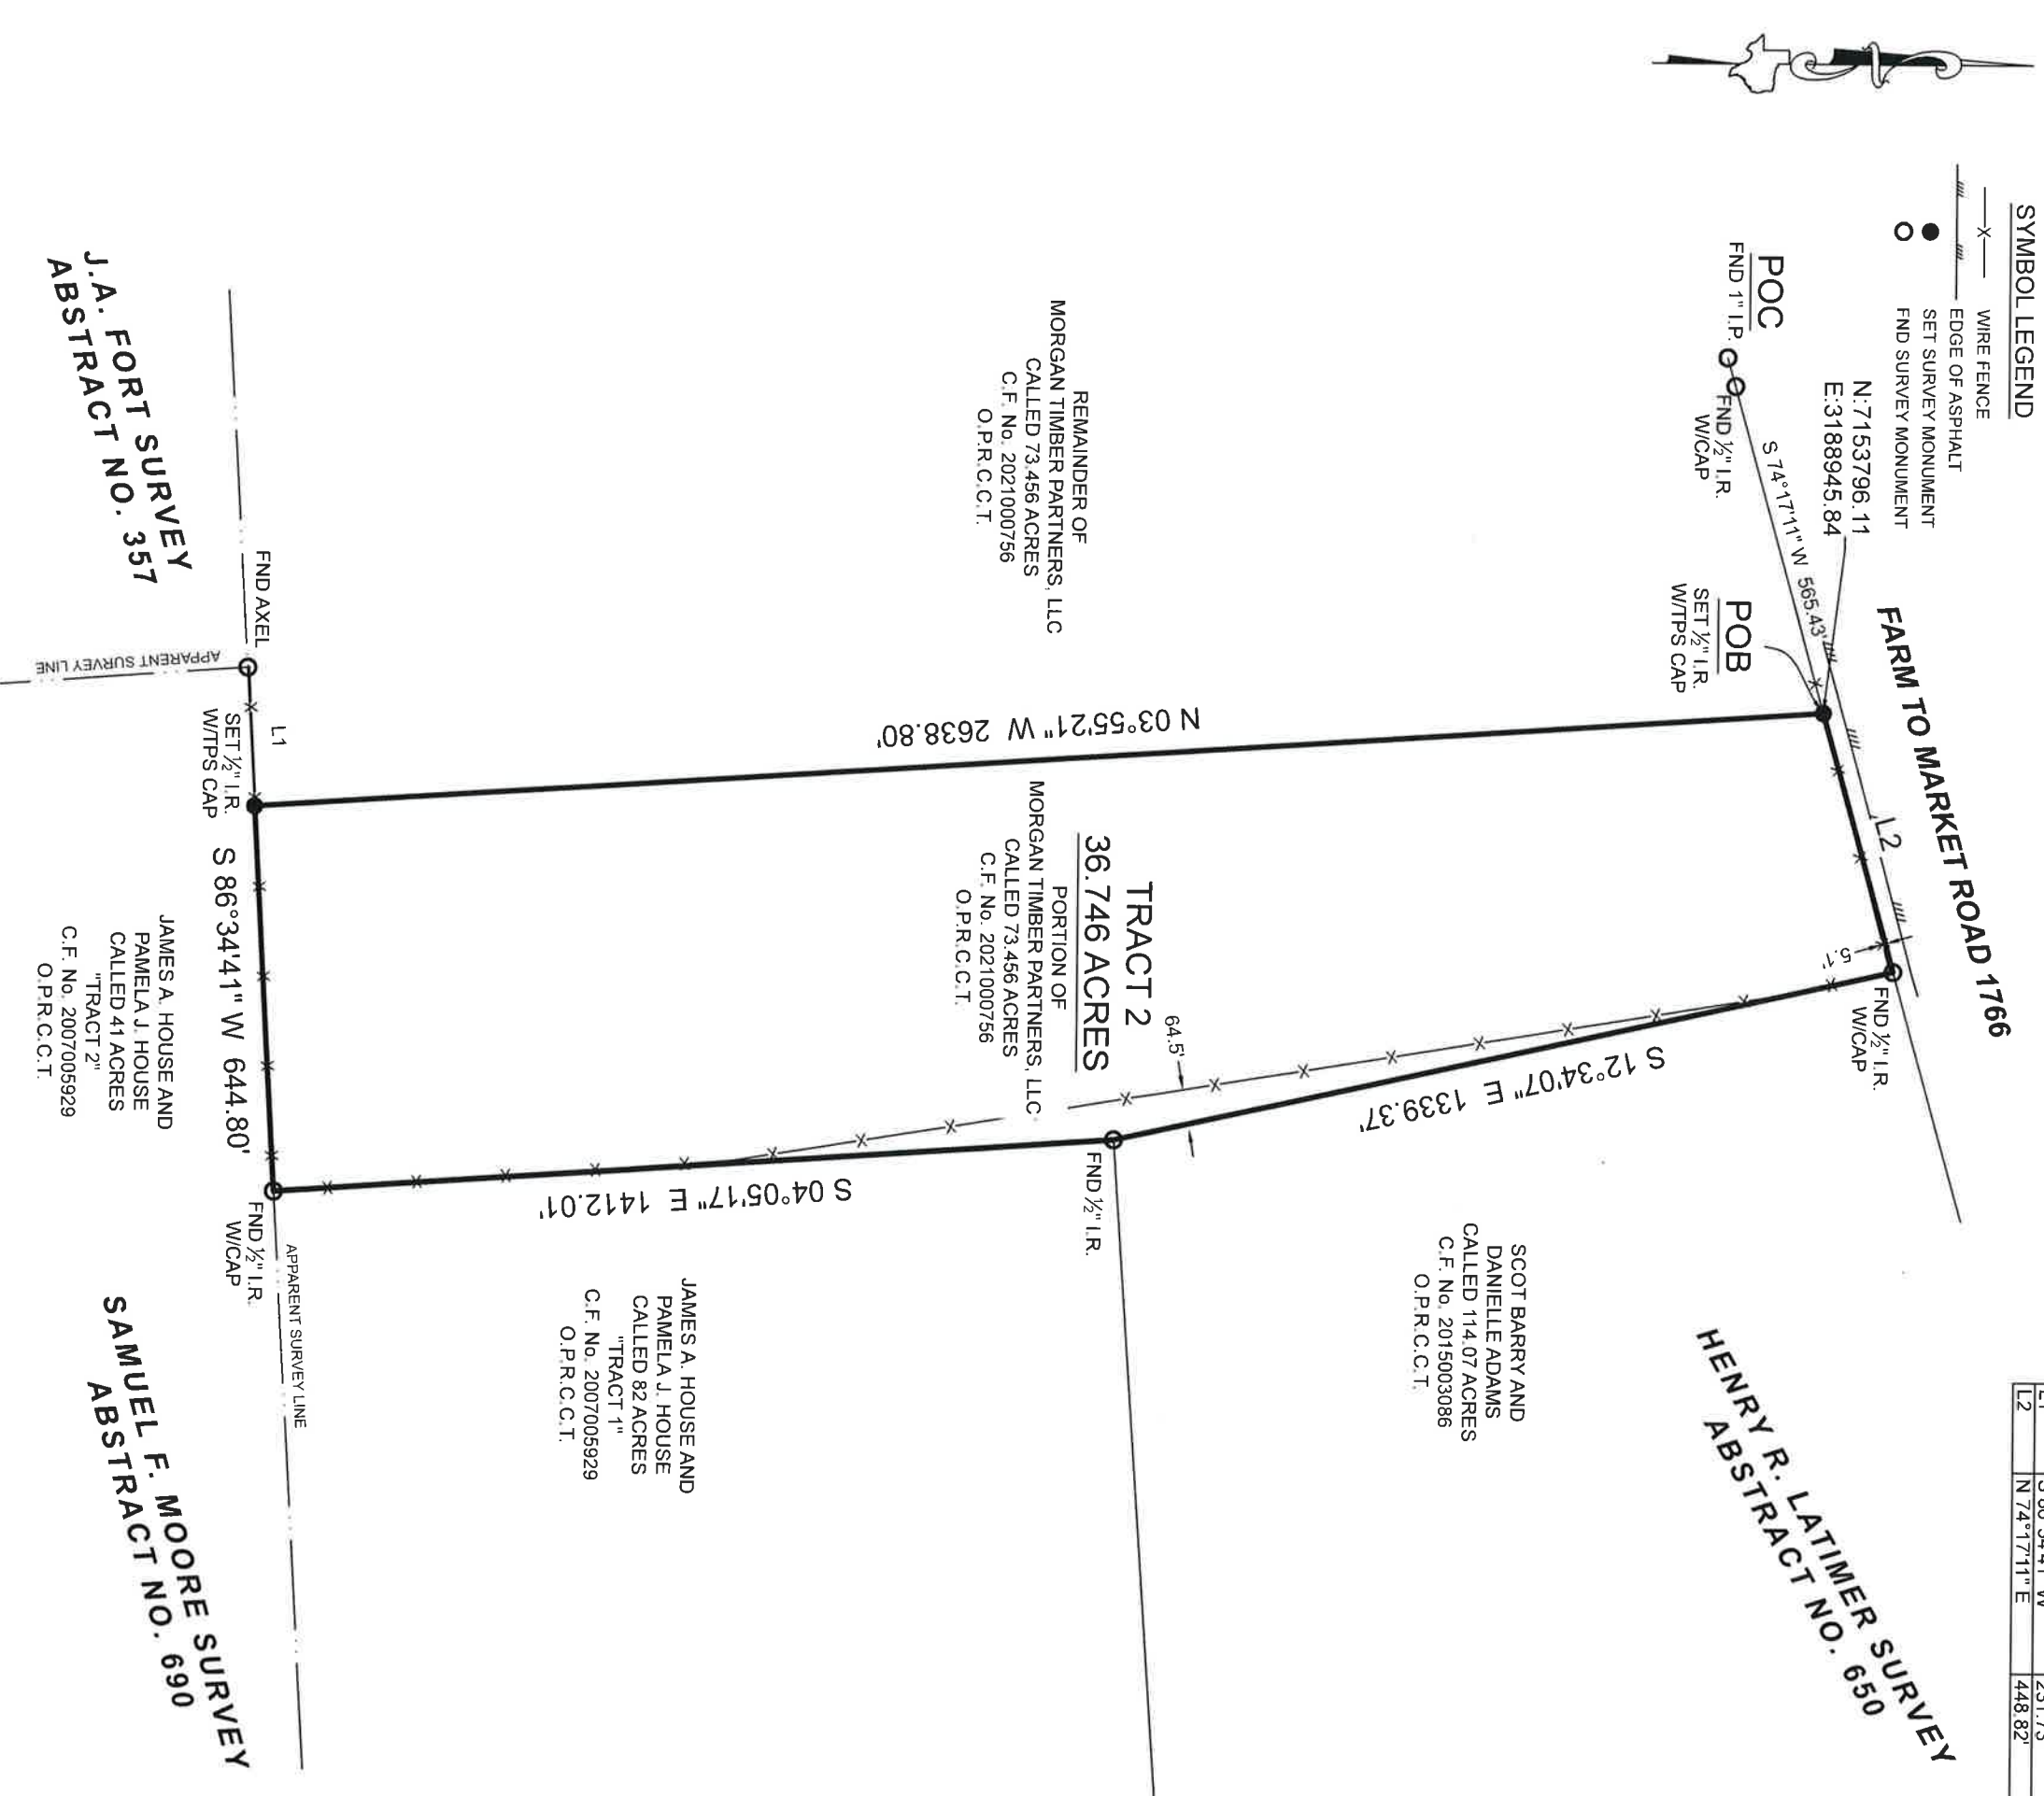 SYMBOL LEGEND
WIRE FENCE
EDGE OF ASPHALT
SET SURVEY MONUMENT
FND SURVEY MONUMENT
L2 N 74°17'11" E 448.82'
N:7153796.11
E:3188945.84
POC
FND 1" I.P.
FND ½" I.R.
W/CAP
S 74°17'11" W 565.43'
POB
SET ½" I.R.
W/TPS CAP
FARM TO MARKET ROAD 1766
L2
5.1'
FND ½" I.R.
W/CAP
HENRY R. LATIMER SURVEY
ABSTRACT NO. 650
S 12°34'07" E 1339.37'
SCOT BARRY AND
DANIELLE ADAMS
CALLED 114.07 ACRES
C.F. No. 2015003086
O.P.R.C.C.T.
64.5'
REMAINDER OF
MORGAN TIMBER PARTNERS, LLC
CALLED 73.456 ACRES
C.F. No. 2021000756
O.P.R.C.C.T.
N 03°55'21" W 2638.80'
TRACT 2
36.746 ACRES
PORTION OF
MORGAN TIMBER PARTNERS, LLC
CALLED 73.456 ACRES
C.F. No. 2021000756
O.P.R.C.C.T.
FND ½" I.R.
S 04°05'17" E 1412.01'
JAMES A. HOUSE AND
PAMELA J. HOUSE
CALLED 82 ACRES
"TRACT 1"
C.F. No. 2007005929
O.P.R.C.C.T.
FND AXEL
L1
APPARENT SURVEY LINE
SET ½" I.R.
W/TPS CAP
S 86°34'41" W 644.80'
FND ½" I.R.
W/CAP
APPARENT SURVEY LINE
J.A. FORT SURVEY
ABSTRACT NO. 357
JAMES A. HOUSE AND
PAMELA J. HOUSE
CALLED 41 ACRES
"TRACT 2"
C.F. No. 2007005929
O.P.R.C.C.T.
SAMUEL F. MOORE SURVEY
ABSTRACT NO. 690